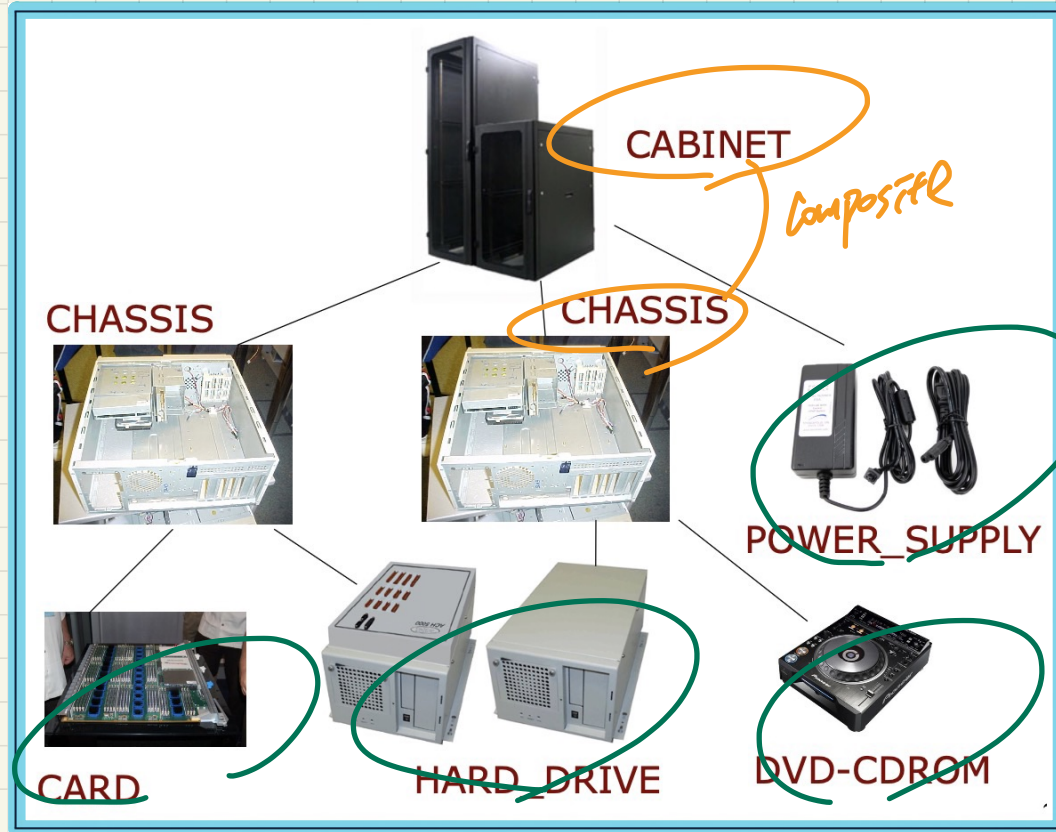 CABINET
Composite
CHASSIS
CHASSIS
POWER_SUPPLY
CARD
HARD_DRIVE
DVD-CDROM